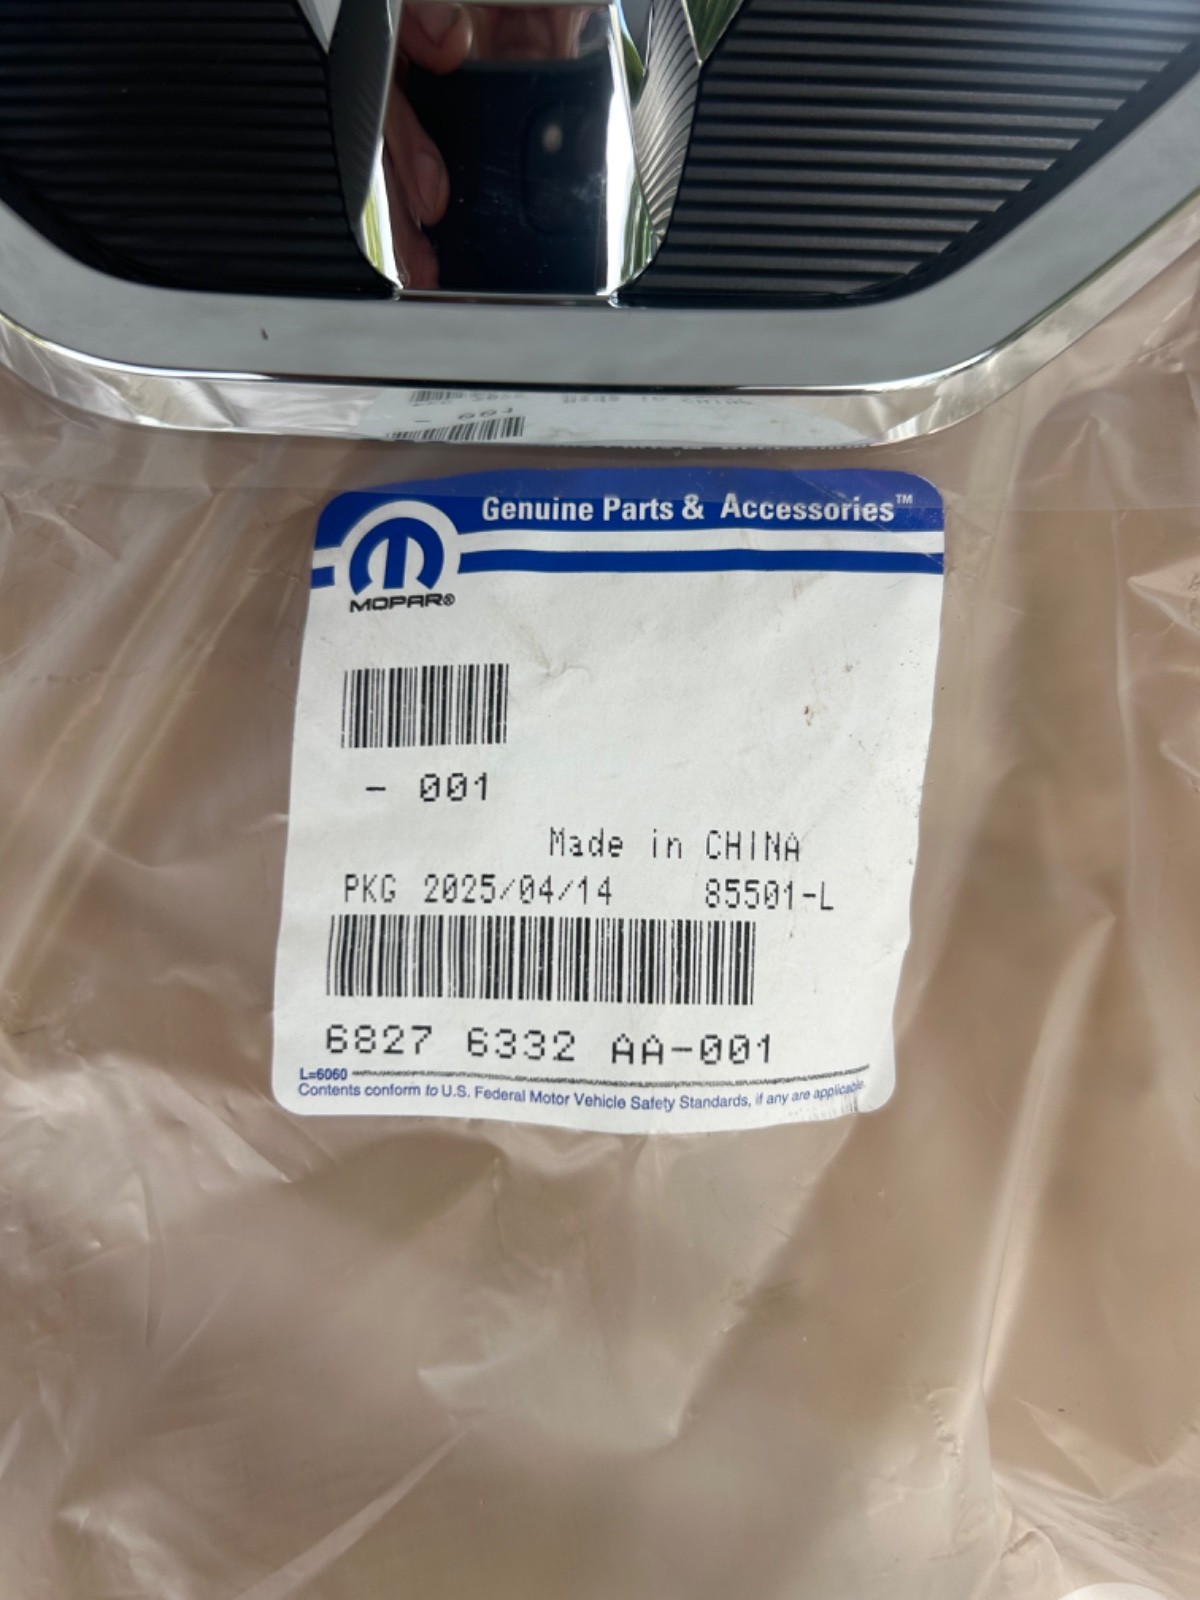 Genuine Parts & Accessories™
MOPAR®
- 001
Made in CHINA
PKG 2025/04/14 85501-L
6827 6332 AA-001
L=6060
Contents conform to U.S. Federal Motor Vehicle Safety Standards, if any are applicable.